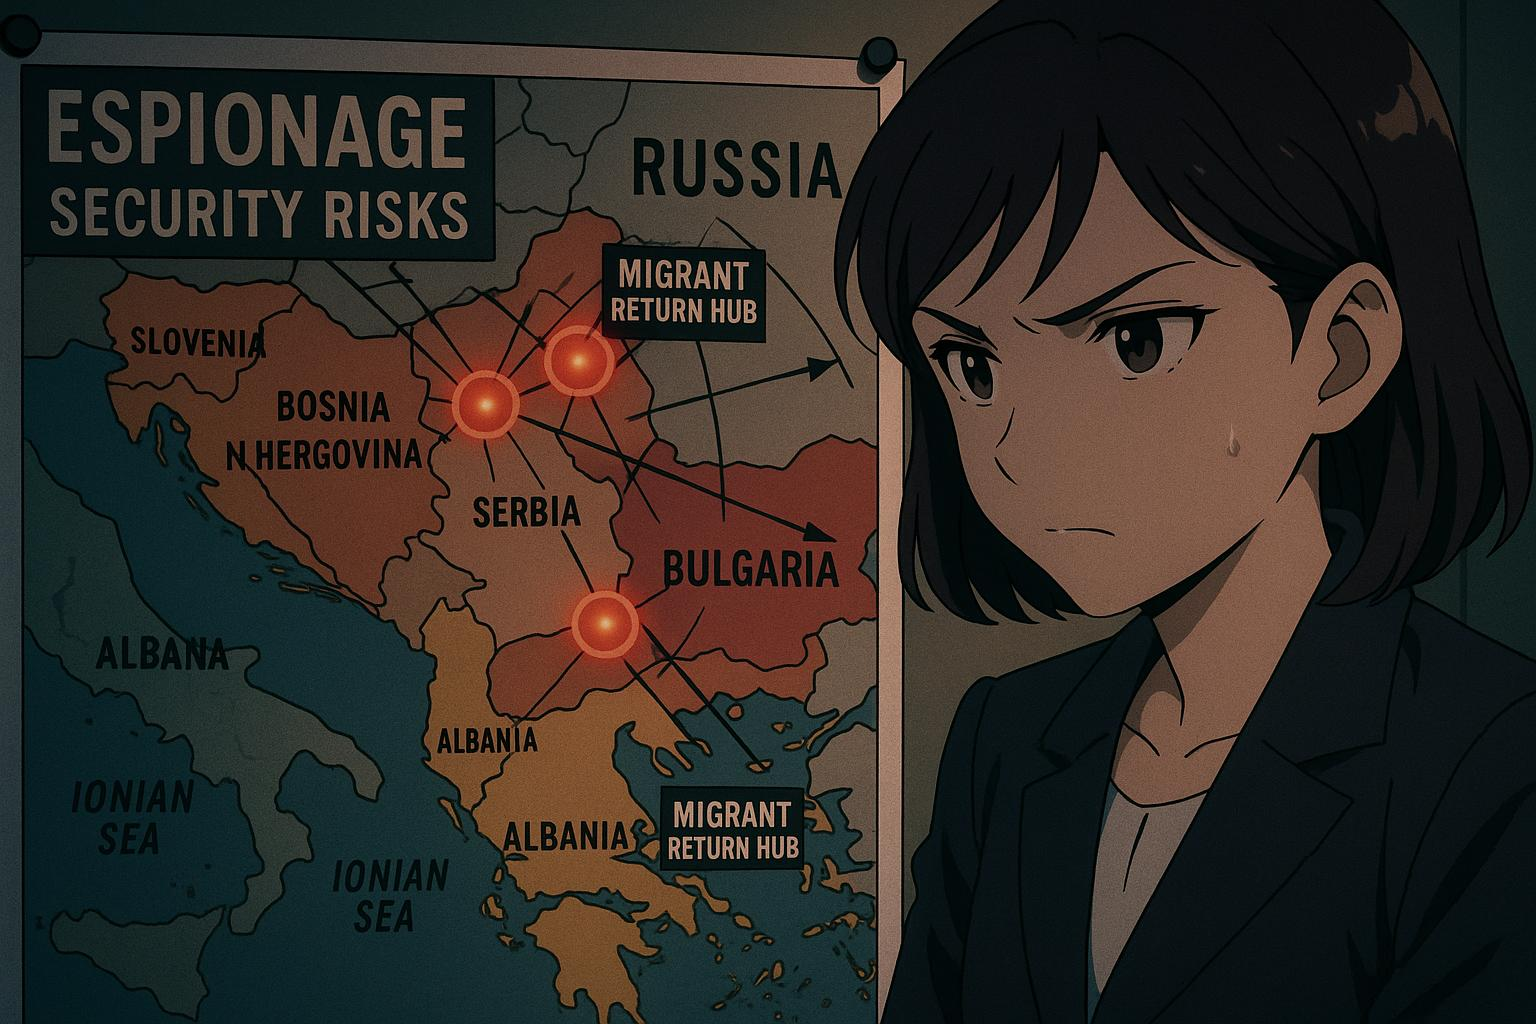 ESPIONAGE
SECURITY RISKS
RUSSIA
MIGRANT
RETURN HUB
SLOVENIA
BOSNIA
N HERGOVINA
SERBIA
BULGARIA
ALBANA
ALBANIA
IONIAN
SEA
MIGRANT
RETURN HUB
ALBANIA
IONIAN
SEA